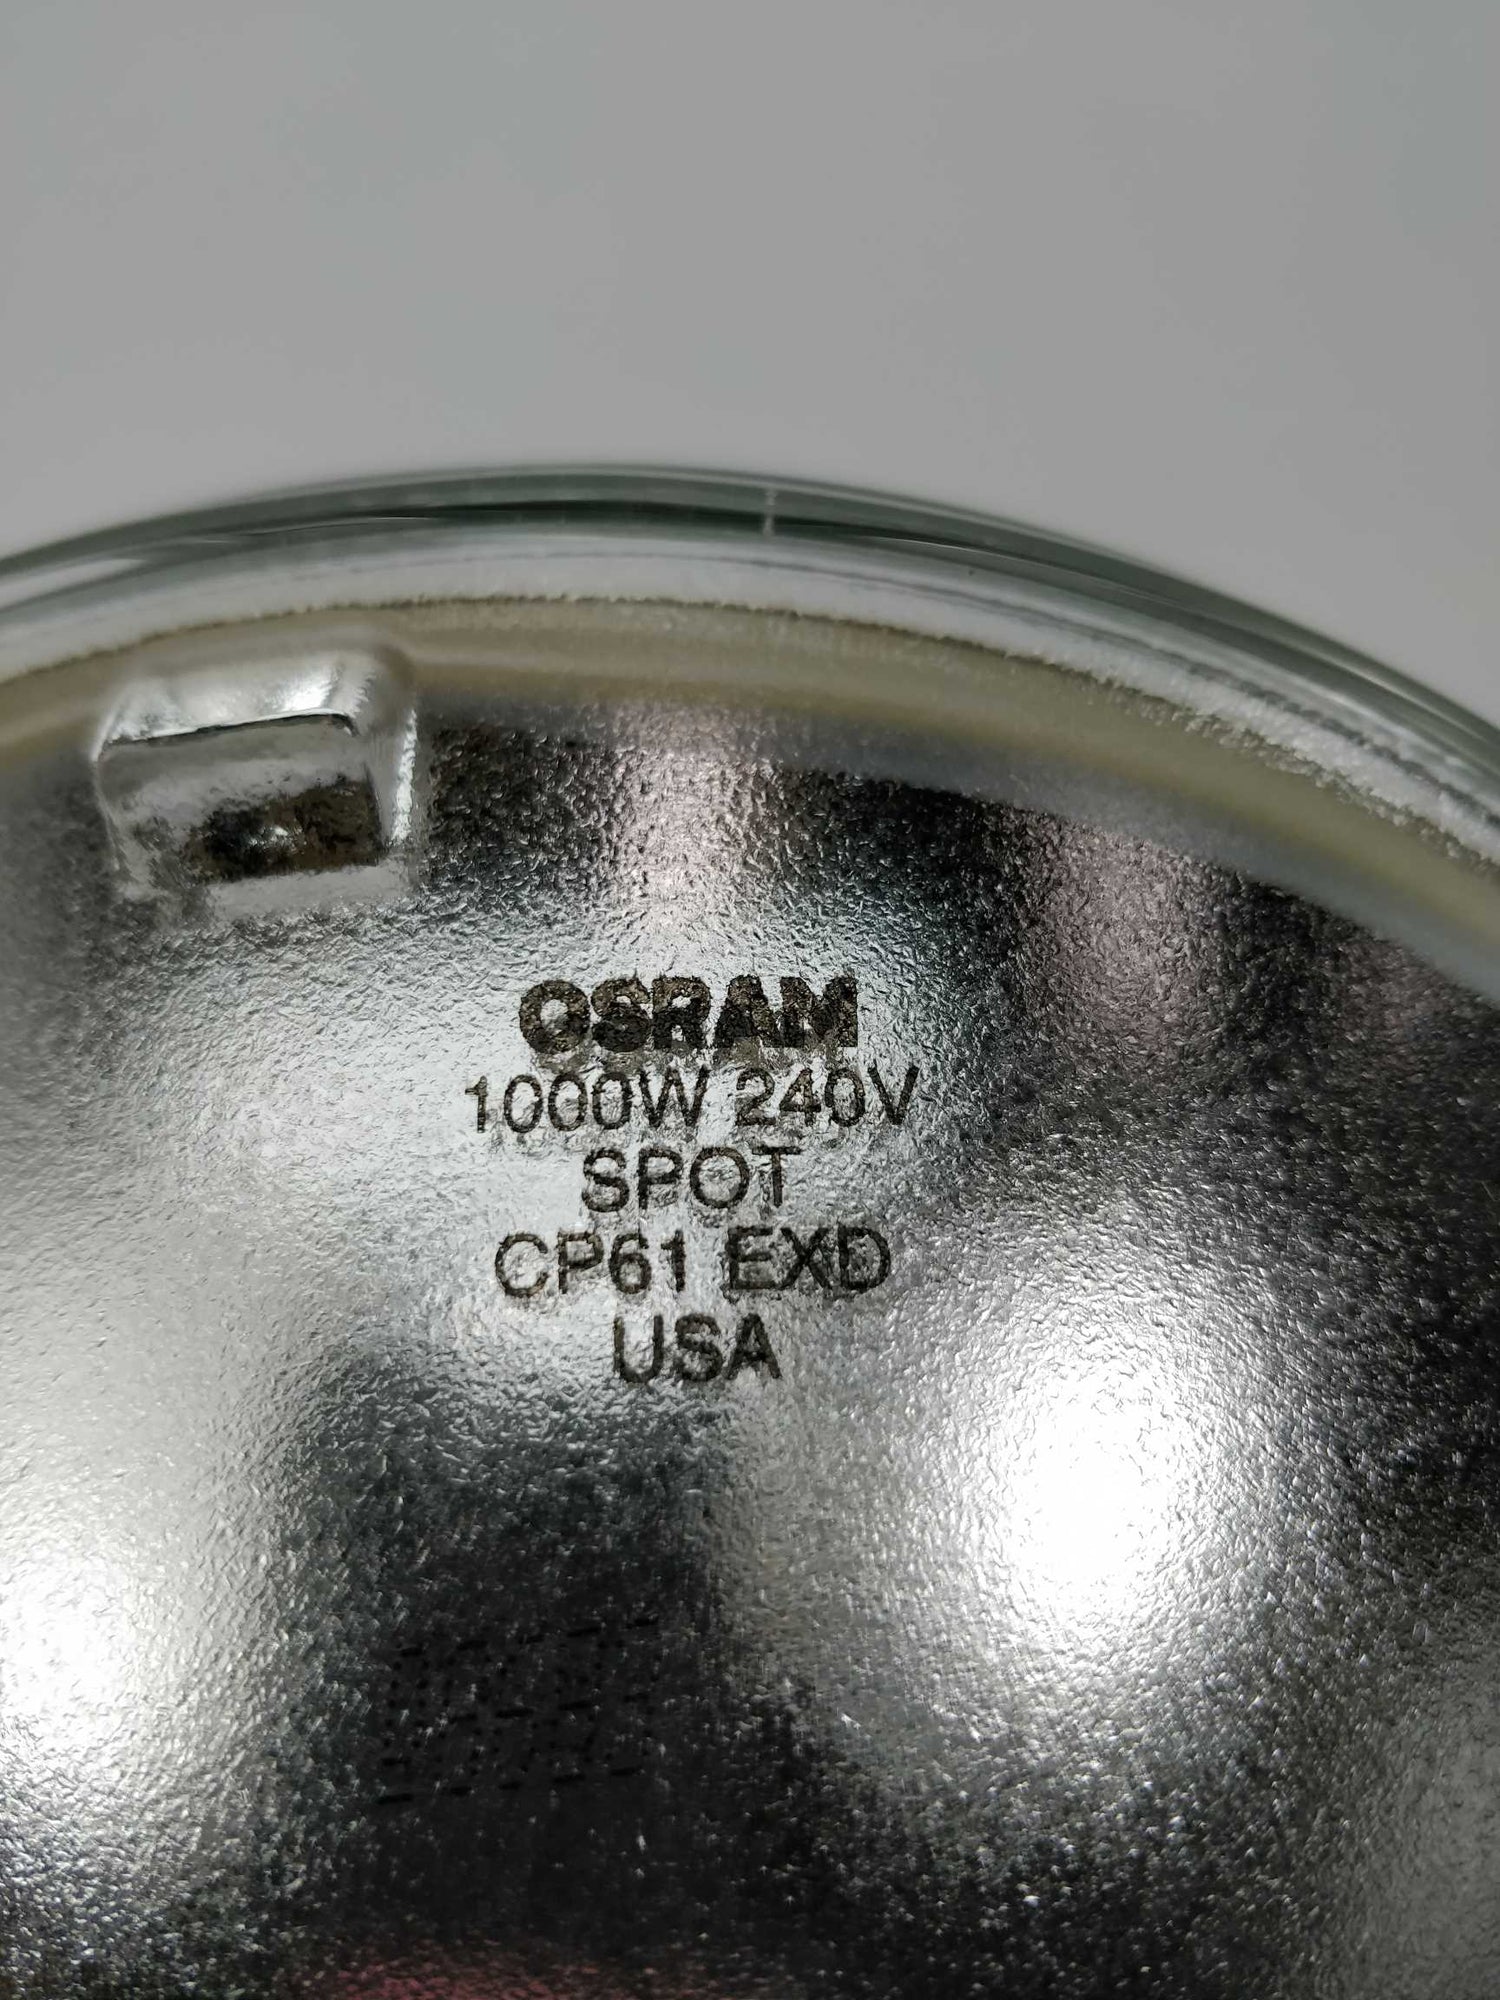 OSRAM
1000W 240V
SPOT
CP61 EXD
USA